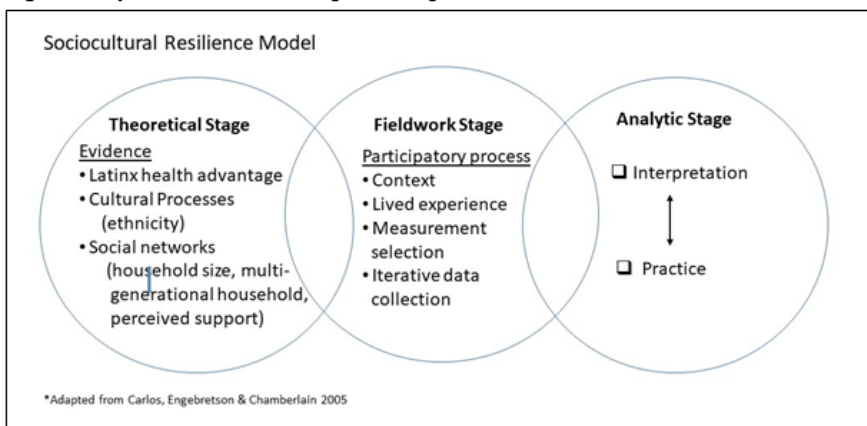 Sociocultural Resilience Model
Theoretical Stage
Evidence
• Latinx health advantage
• Cultural Processes
(ethnicity)
• Social networks
(household size, multi-
generational household,
perceived support)
Fieldwork Stage
Participatory process
• Context
• Lived experience
• Measurement
selection
• Iterative data
collection
Analytic Stage
❑ Interpretation
❑ Practice
*Adapted from Carlos, Engebretson & Chamberlain 2005